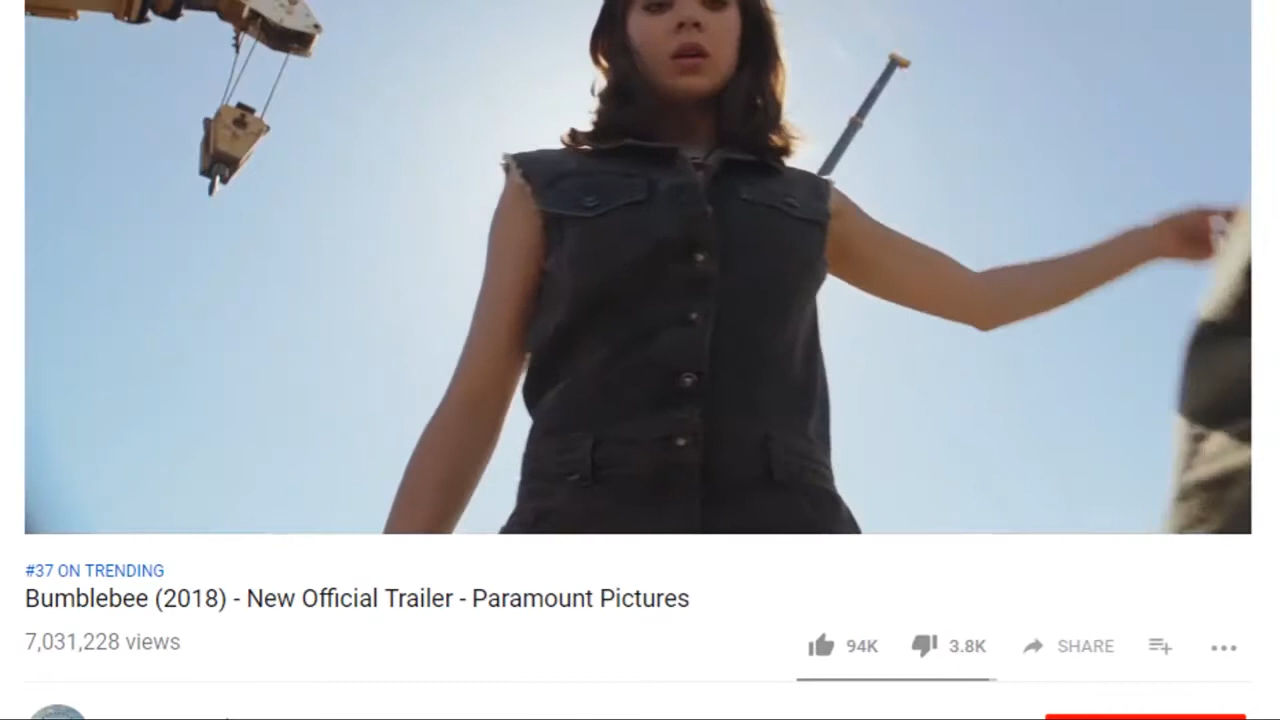 #37 ON TRENDING
Bumblebee (2018) - New Official Trailer - Paramount Pictures
7,031,228 views
94K
3.8K
SHARE